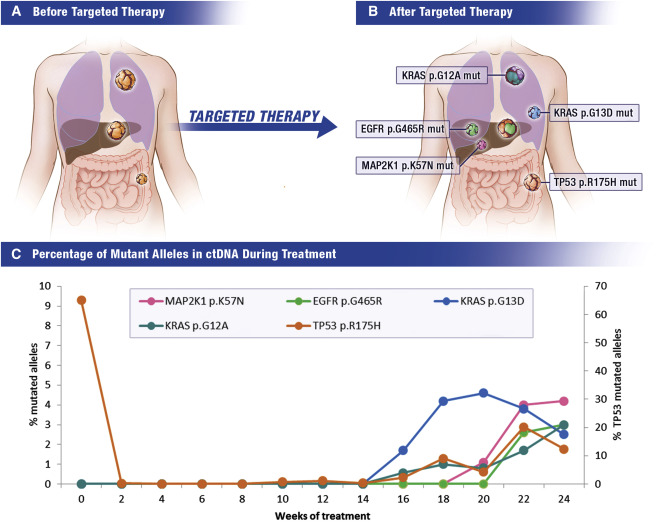 A Before Targeted Therapy
B After Targeted Therapy
TARGETED THERAPY
KRAS p.G12A mut
KRAS p.G13D mut
EGFR p.G465R mut
MAP2K1 p.K57N mut
TP53 p.R175H mut
C Percentage of Mutant Alleles in ctDNA During Treatment
MAP2K1 p.K57N
EGFR p.G465R
KRAS p.G13D
KRAS p.G12A
TP53 p.R175H
% mutated alleles
10
9
8
7
6
5
4
3
2
1
0
70
60
50
40
30
20
10
0
% TP53 mutated alleles
0 2 4 6 8 10 12 14 16 18 20 22 24
Weeks of treatment